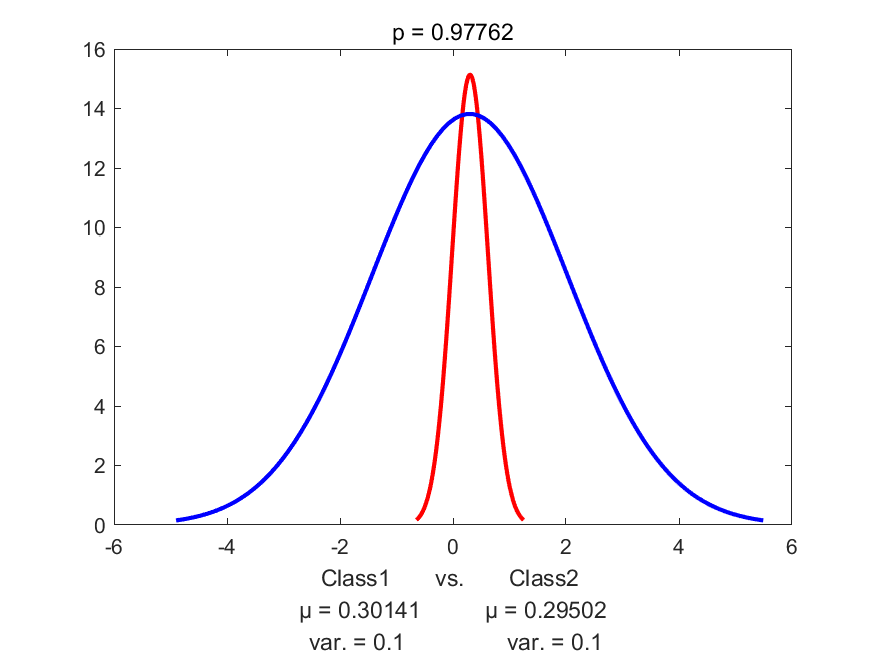 p = 0.97762
16
14
12
10
8
6
4
2
0
-6 -4 -2 0 2 4 6
Class1 vs. Class2
μ = 0.30141 μ = 0.29502
var. = 0.1 var. = 0.1